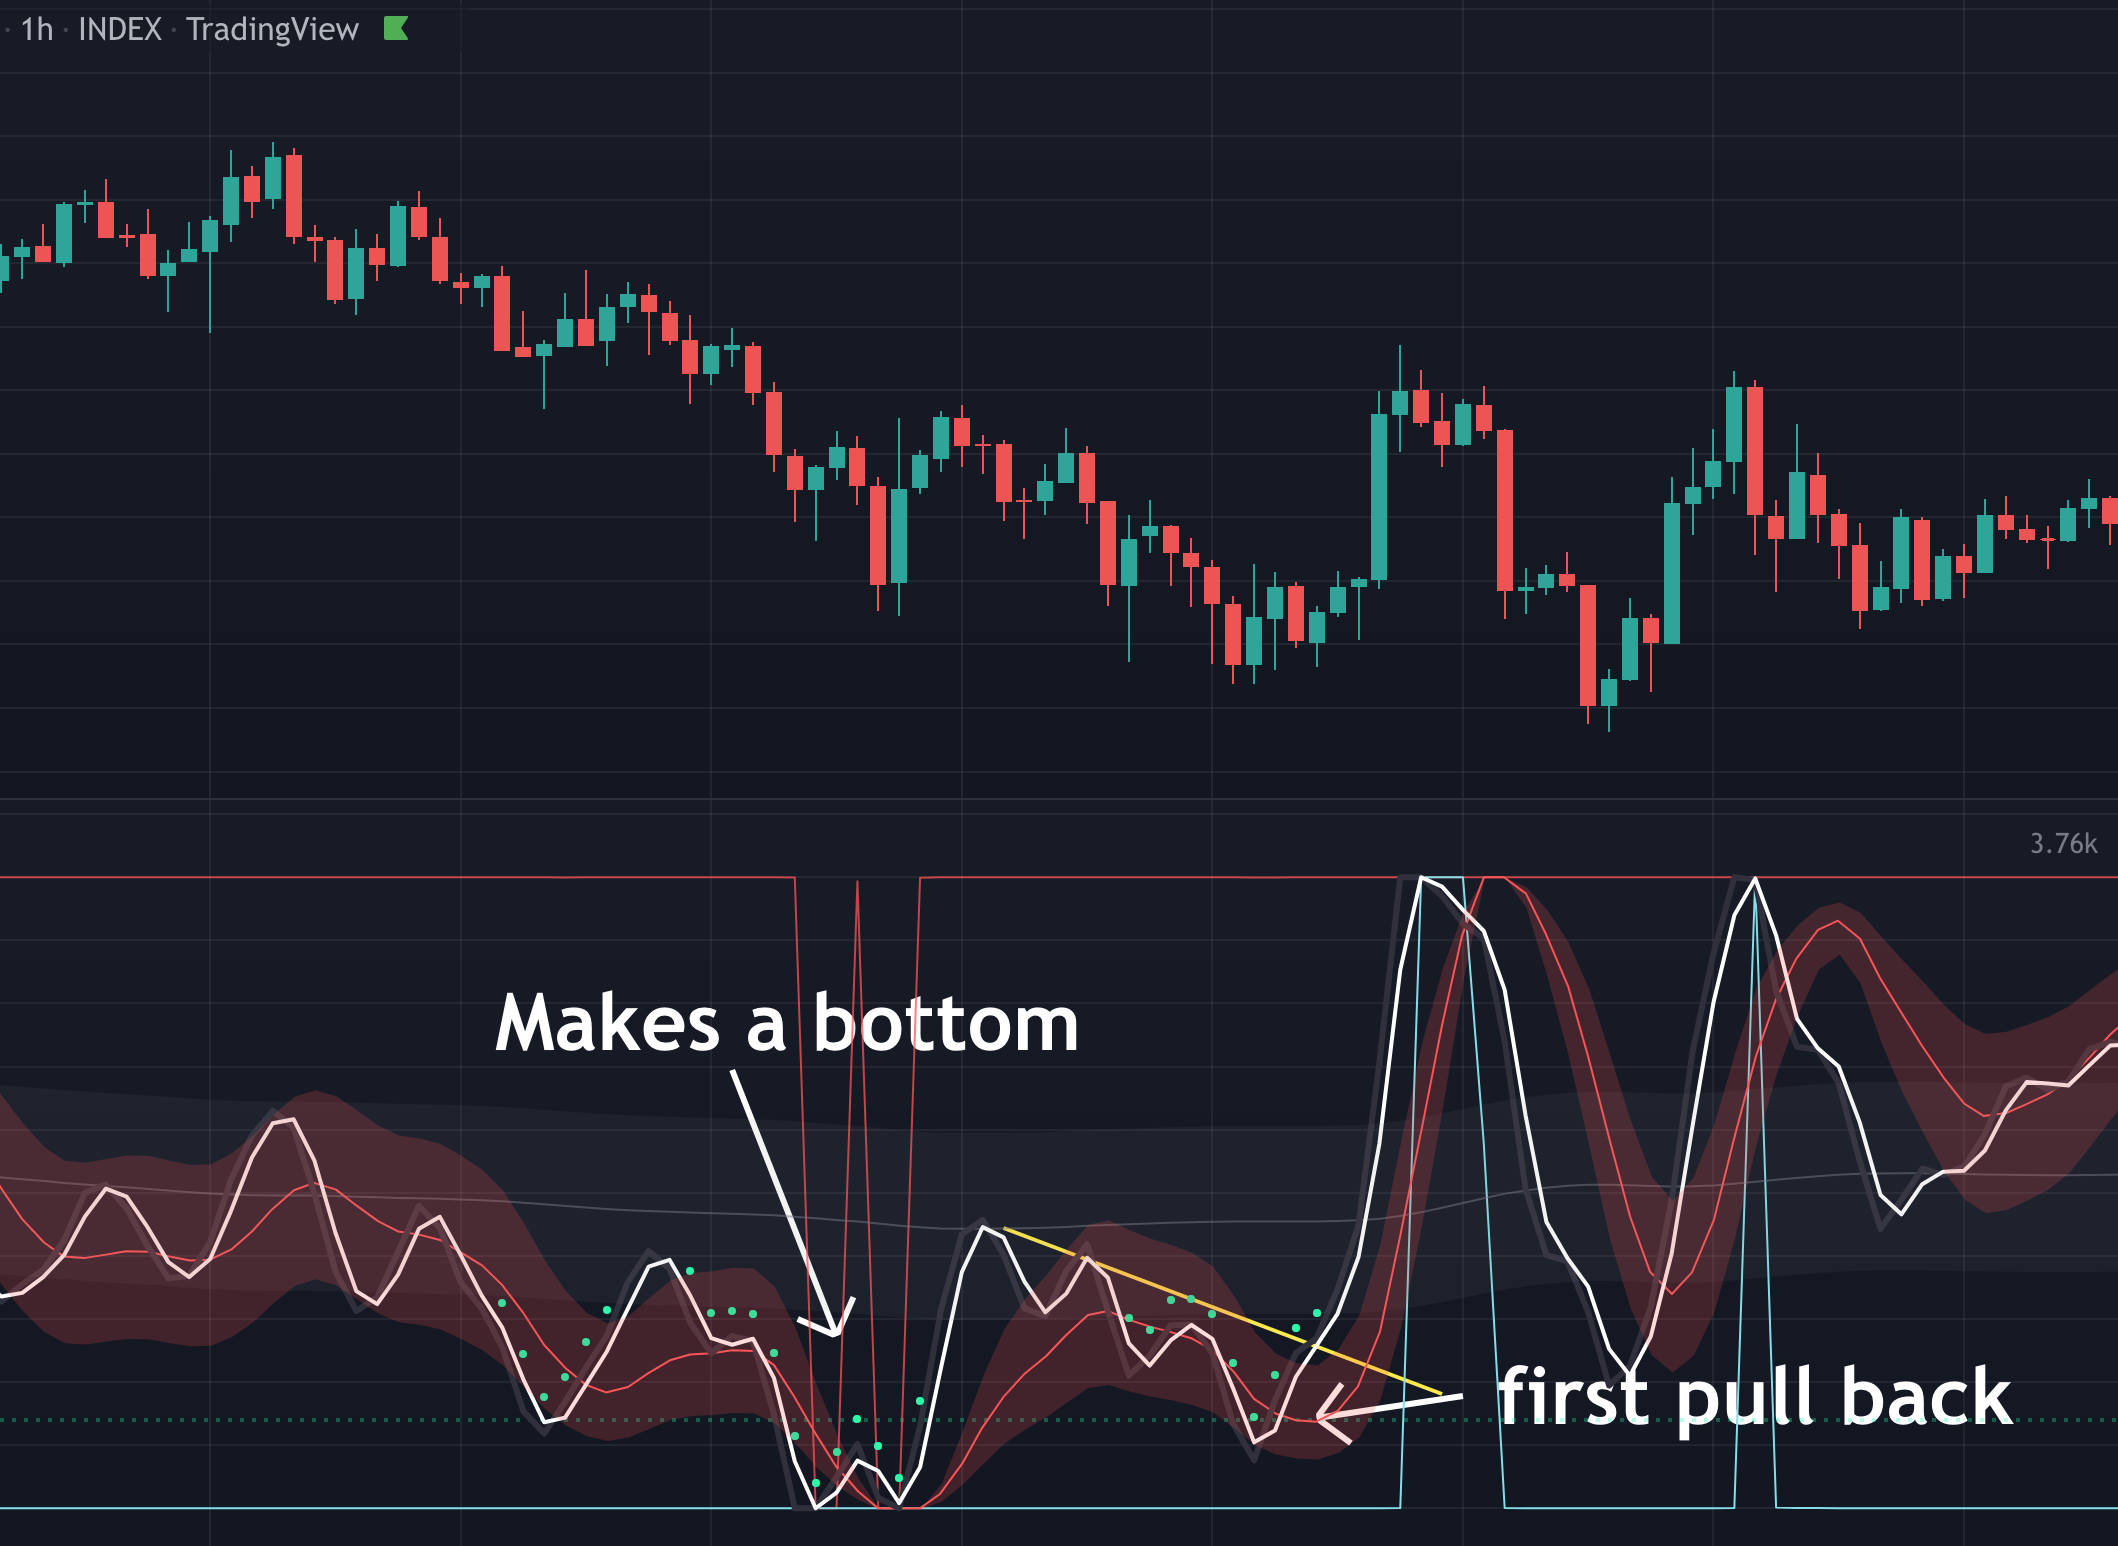 · 1h · INDEX · TradingView
3.76k
Makes a bottom
first pull back